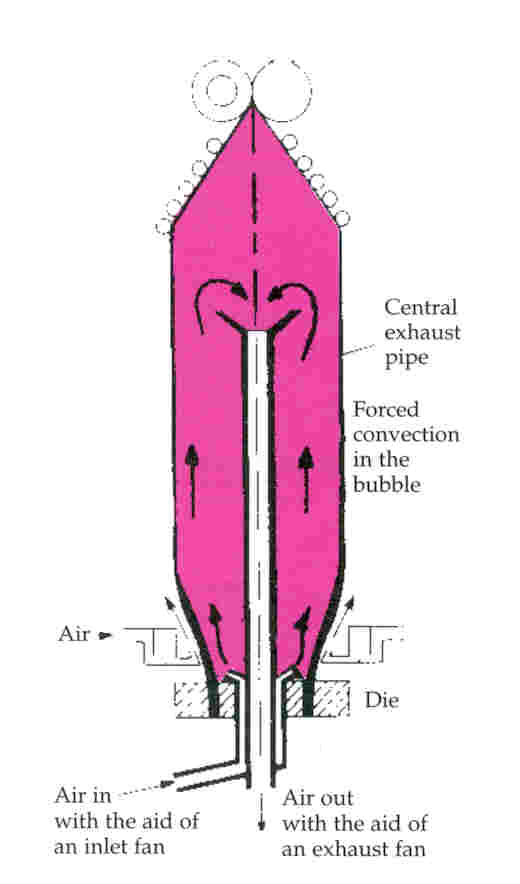 Central
exhaust
pipe
Forced
convection
in the
bubble
Air
Die
Air in
with the aid of
an inlet fan
Air out
with the aid of
an exhaust fan